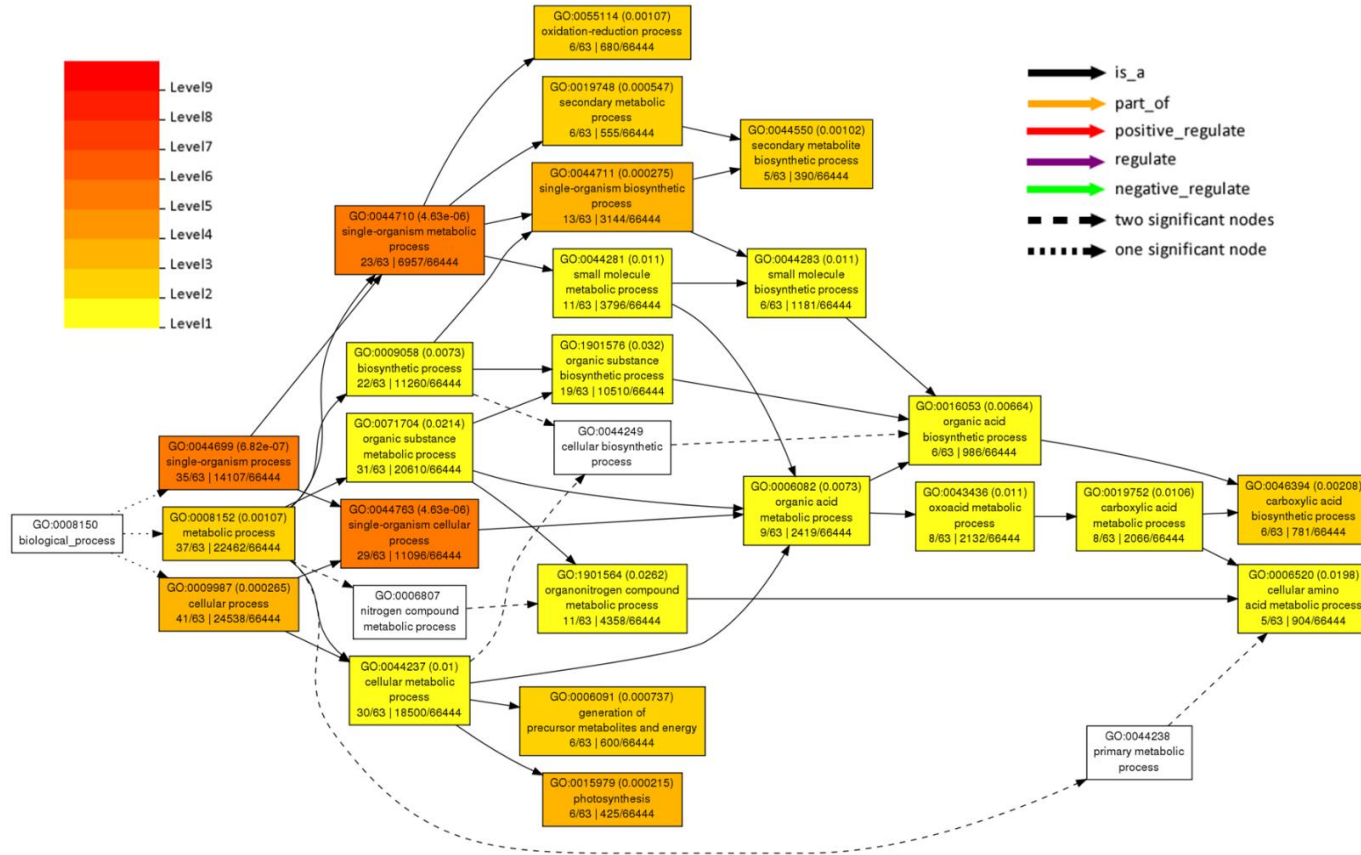 GO:0055114 (0.00107)
oxidation-reduction process
6/63 | 680/66444
Level9
Level8
Level7
Level6
Level5
Level4
Level3
Level2
Level1
is_a
part_of
positive_regulate
regulate
negative_regulate
two significant nodes
one significant node
GO:0019748 (0.000547)
secondary metabolic
process
6/63 | 555/66444
GO:0044550 (0.00102)
secondary metabolite
biosynthetic process
5/63 | 390/66444
GO:0044711 (0.000275)
single-organism biosynthetic
process
13/63 | 3144/66444
GO:0044710 (4.63e-06)
single-organism metabolic
process
23/63 | 6957/66444
GO:0044281 (0.011)
small molecule
metabolic process
11/63 | 3796/66444
GO:0044283 (0.011)
small molecule
biosynthetic process
6/63 | 1181/66444
GO:0009058 (0.0073)
biosynthetic process
22/63 | 11260/66444
GO:1901576 (0.032)
organic substance
biosynthetic process
19/63 | 10510/66444
GO:0071704 (0.0214)
organic substance
metabolic process
31/63 | 20610/66444
GO:0044249
cellular biosynthetic
process
GO:0016053 (0.00664)
organic acid
biosynthetic process
6/63 | 986/66444
GO:0044699 (6.82e-07)
single-organism process
35/63 | 14107/66444
GO:0008150
biological_process
GO:0008152 (0.00107)
metabolic process
37/63 | 22462/66444
GO:0044763 (4.63e-06)
single-organism cellular
process
29/63 | 11096/66444
GO:0006082 (0.0073)
organic acid
metabolic process
9/63 | 2419/66444
GO:0043436 (0.011)
oxoacid metabolic
process
8/63 | 2132/66444
GO:0019752 (0.0106)
carboxylic acid
metabolic process
8/63 | 2066/66444
GO:0046394 (0.00208)
carboxylic acid
biosynthetic process
6/63 | 781/66444
GO:0009987 (0.000265)
cellular process
41/63 | 24538/66444
GO:0006807
nitrogen compound
metabolic process
GO:1901564 (0.0262)
organonitrogen compound
metabolic process
11/63 | 4358/66444
GO:0006520 (0.0198)
cellular amino
acid metabolic process
5/63 | 904/66444
GO:0044237 (0.01)
cellular metabolic
process
30/63 | 18500/66444
GO:0006091 (0.000737)
generation of
precursor metabolites and energy
6/63 | 600/66444
GO:0044238
primary metabolic
process
GO:0015979 (0.000215)
photosynthesis
6/63 | 425/66444